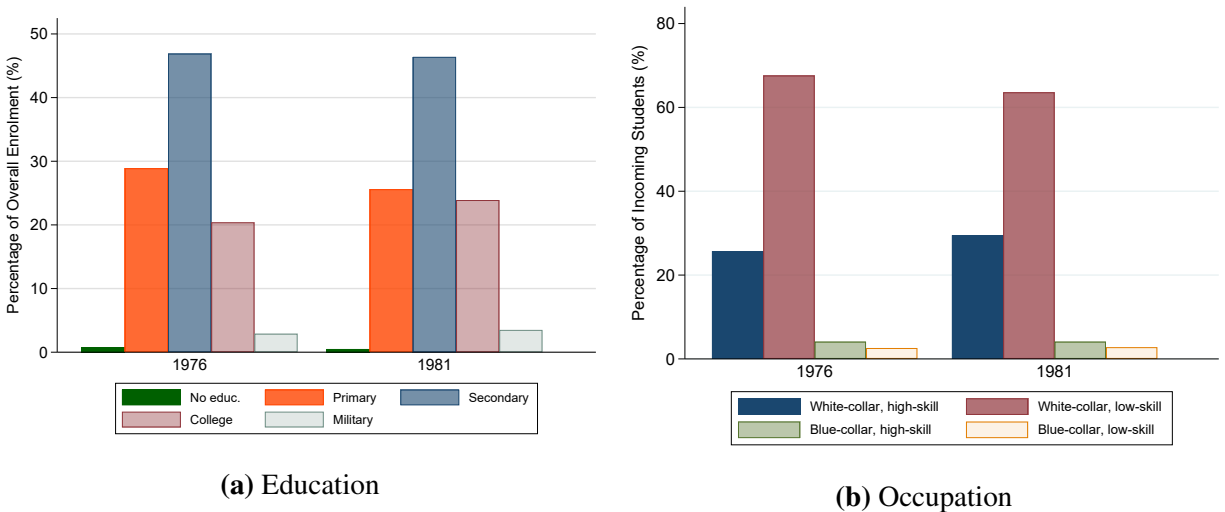 Percentage of Overall Enrolment (%)
50
40
30
20
10
0
1976 1981
No educ. Primary Secondary
College Military
(a) Education
Percentage of Incoming Students (%)
80
60
40
20
0
1976 1981
White-collar, high-skill White-collar, low-skill
Blue-collar, high-skill Blue-collar, low-skill
(b) Occupation